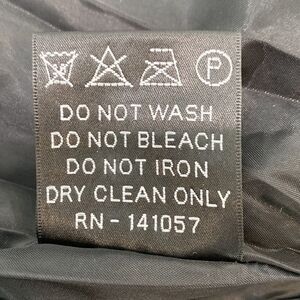 P
DO NOT WASH
DO NOT BLEACH
DO NOT IRON
DRY CLEAN ONLY
RN - 141057